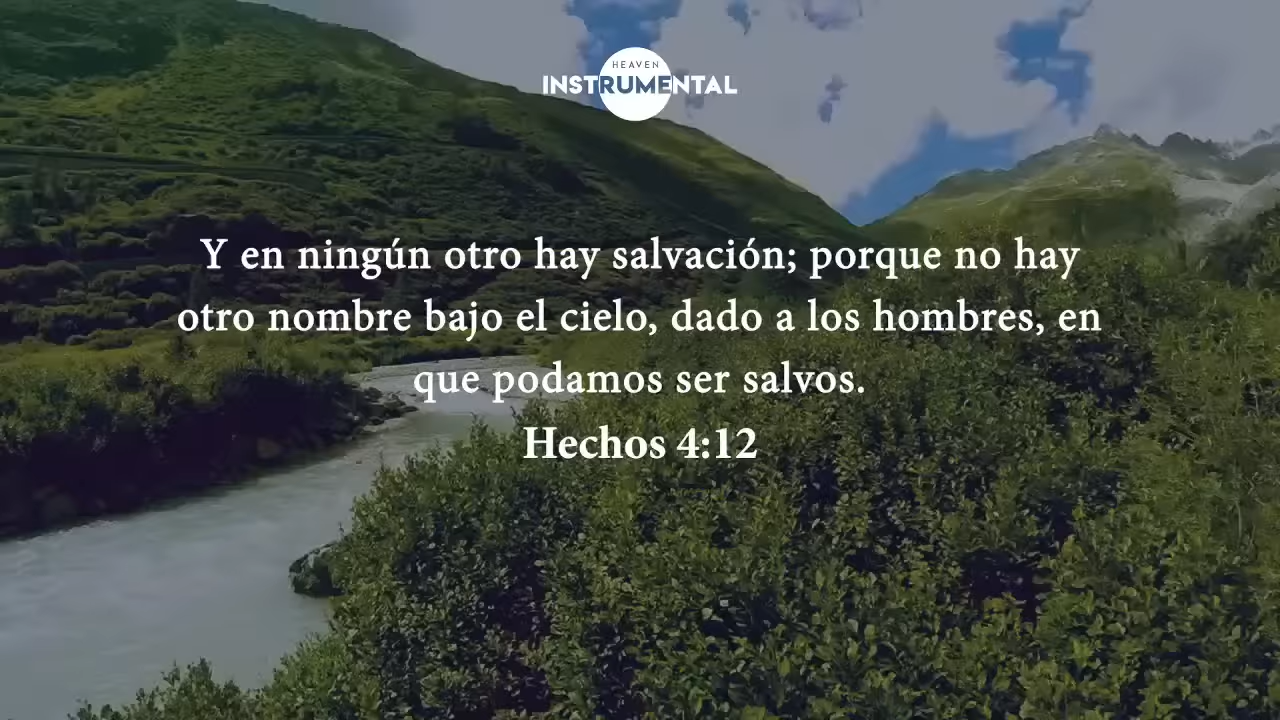 HEAVEN
INSTRUMENTAL
Y en ningún otro hay salvación; porque no hay
otro nombre bajo el cielo, dado a los hombres, en
que podamos ser salvos.
Hechos 4:12